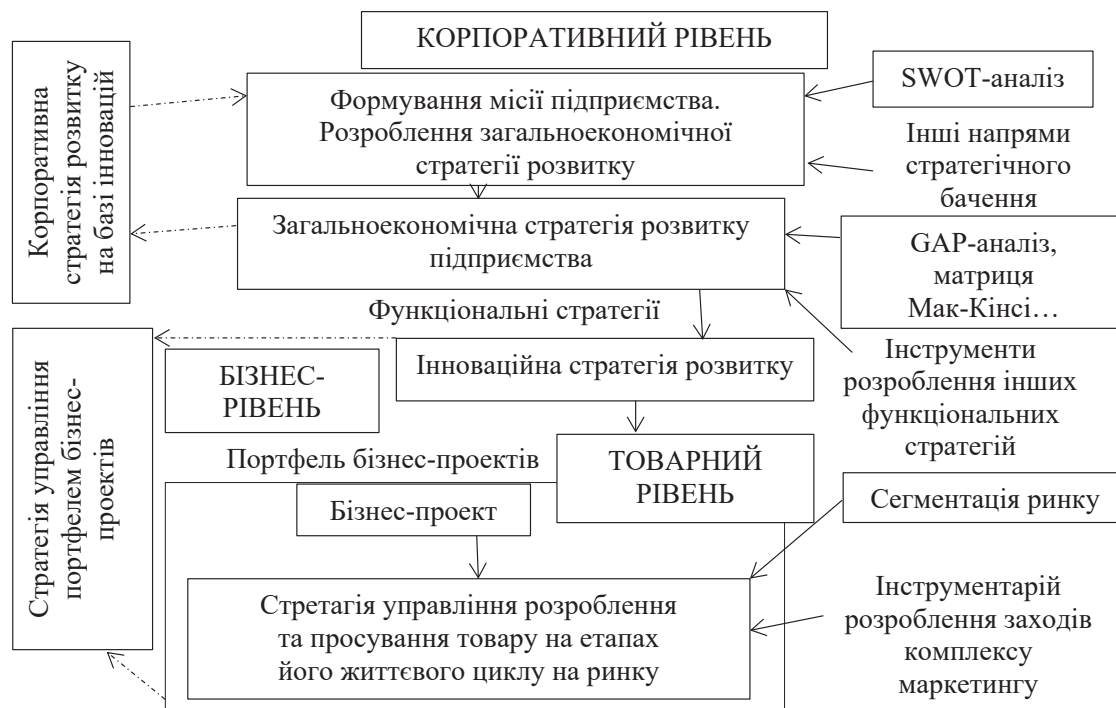 КОРПОРАТИВНИЙ РІВЕНЬ
Корпоративна
стратегія розвитку
на базі інновацій
Формування місії підприємства.
Розроблення загальноекономічної
стратегії розвитку
SWOT-аналіз
Інші напрями
стратегічного
бачення
Загальноекономічна стратегія розвитку
підприємства
GAP-аналіз,
матриця
Мак-Кінсі…
Функціональні стратегії
Інноваційна стратегія розвитку
Інструменти
розроблення інших
функціональних
стратегій
БІЗНЕС-
РІВЕНЬ
Стратегія управління
портфелем бізнес-
проектів
Портфель бізнес-проектів
ТОВАРНИЙ
РІВЕНЬ
Бізнес-проект
Сегментація ринку
Стретагія управління розроблення
та просування товару на етапах
його життєвого циклу на ринку
Інструментарій
розроблення заходів
комплексу
маркетингу